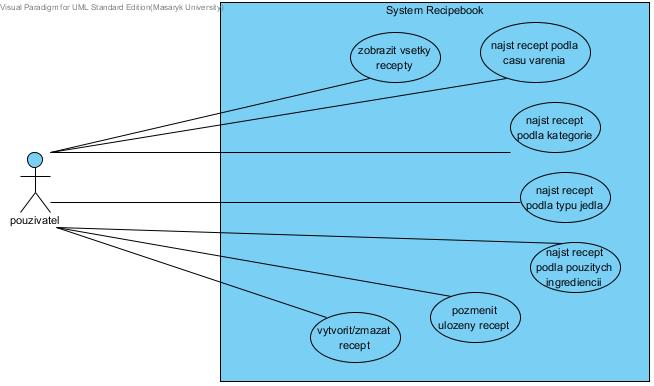 Visual Paradigm for UML Standard Edition(Masaryk University)
System Recipebook
zobrazit vsetky
recepty
najst recept podla
casu varenia
najst recept
podla kategorie
najst recept
podla typu jedla
pouzivatel
najst recept
podla pouzitych
ingrediencii
pozmenit
ulozeny recept
vytvorit/zmazat
recept